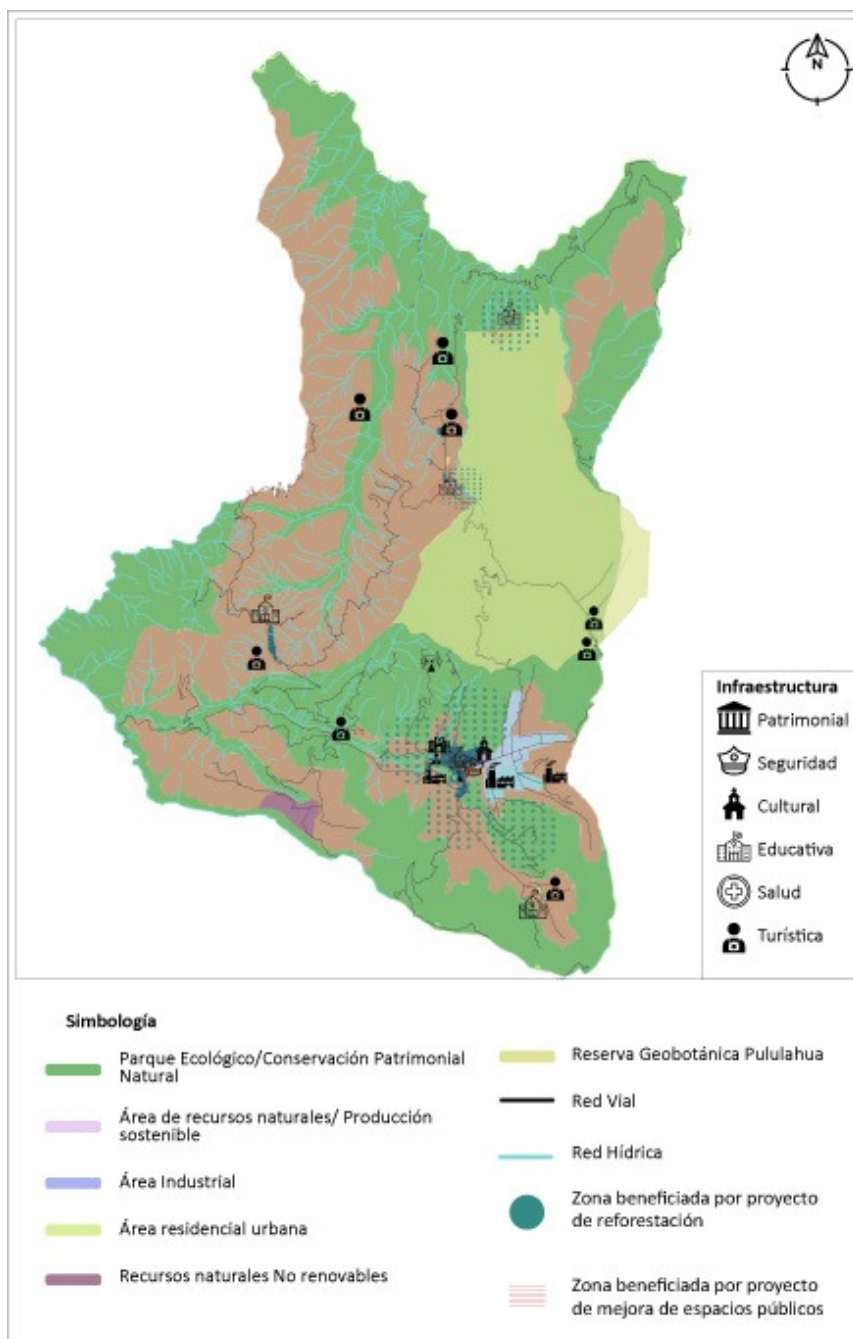 N
Infraestructura
Patrimonial
Seguridad
Cultural
Educativa
Salud
Turística
Simbología
Parque Ecológico/Conservación Patrimonial
Natural
Área de recursos naturales/ Producción
sostenible
Área Industrial
Área residencial urbana
Recursos naturales No renovables
Reserva Geobotánica Pululahua
Red Vial
Red Hídrica
Zona beneficiada por proyecto
de reforestación
Zona beneficiada por proyecto
de mejora de espacios públicos